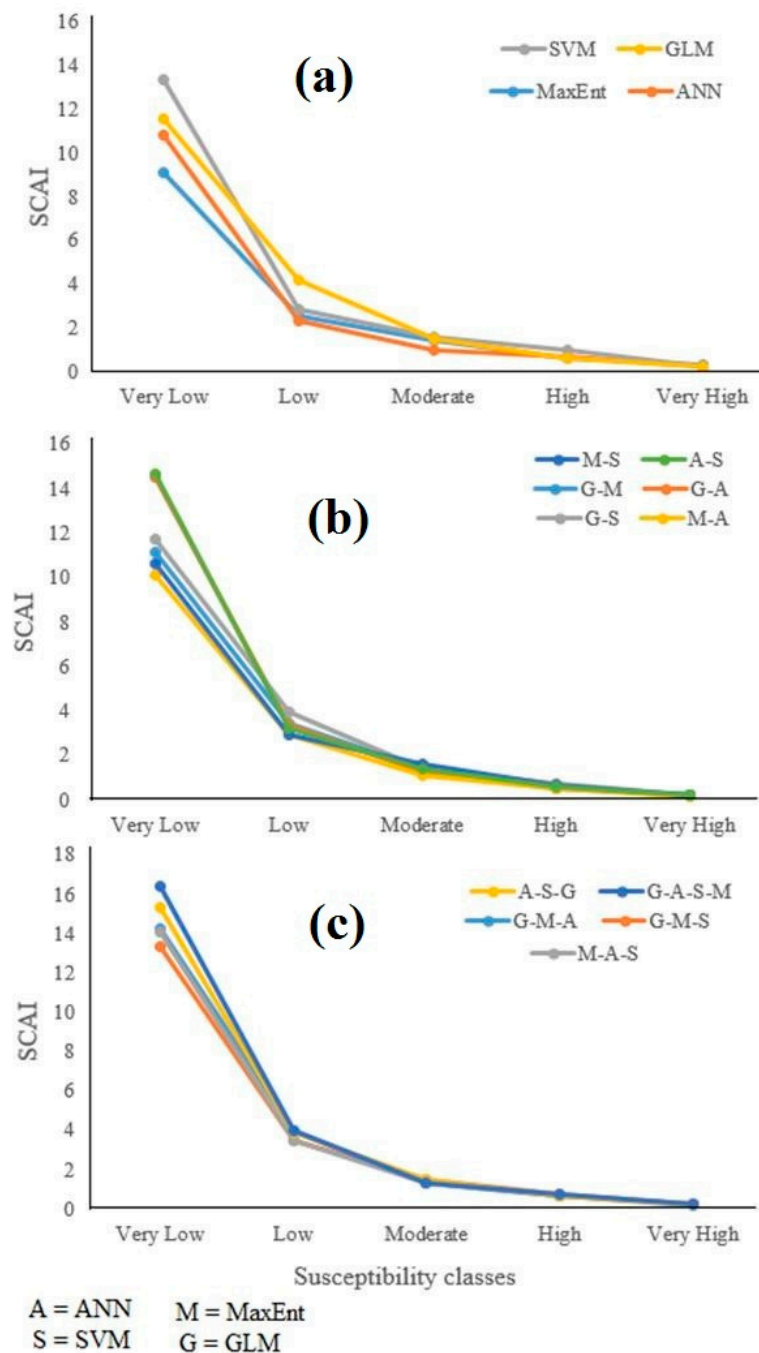 16
14
12
10
8
6
4
2
0
SCAI
(a)
SVM GLM
MaxEnt ANN
Very Low Low Moderate High Very High
16
14
12
10
8
6
4
2
0
SCAI
(b)
M-S A-S
G-M G-A
G-S M-A
Very Low Low Moderate High Very High
18
16
14
12
10
8
6
4
2
0
SCAI
(c)
A-S-G G-A-S-M
G-M-A G-M-S
M-A-S
Very Low Low Moderate High Very High
Susceptibility classes
A = ANN M = MaxEnt
S = SVM G = GLM